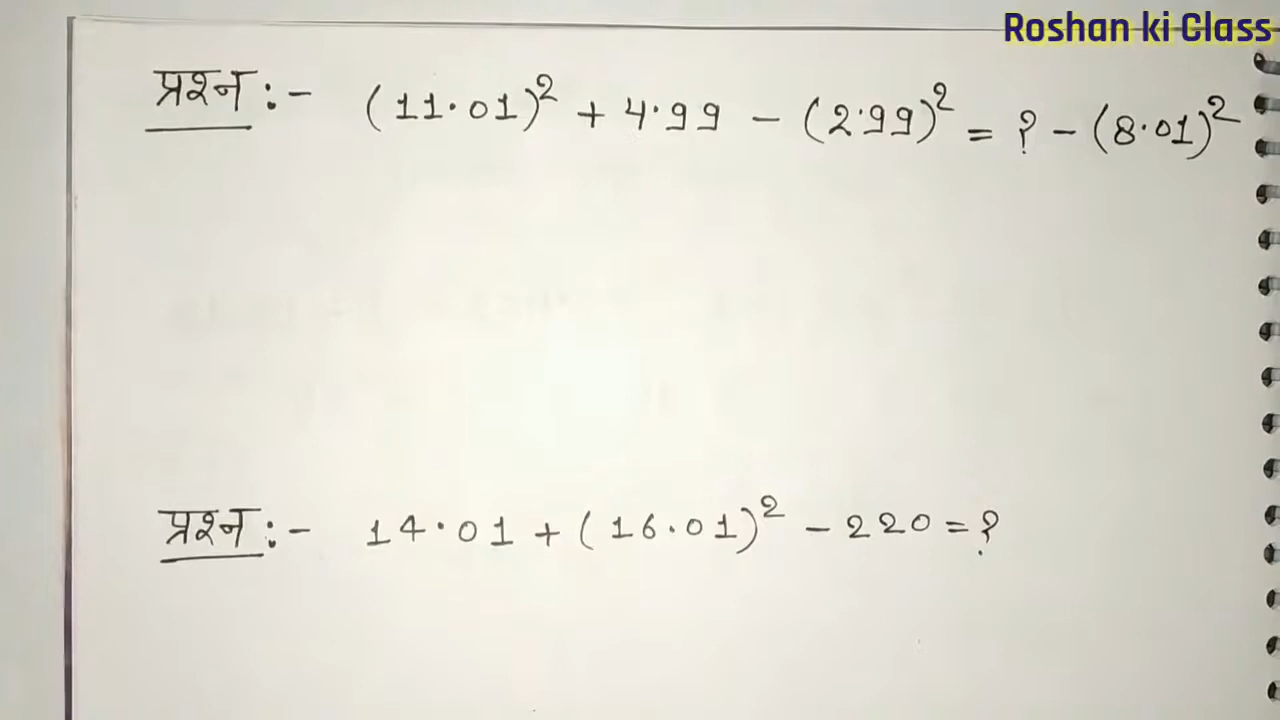 Roshan ki Class
प्रश्न :- (11.01)² + 4.99 - (2.99)² = ? - (8.01)²
प्रश्न :- 14.01 + (16.01)² - 220 = ?